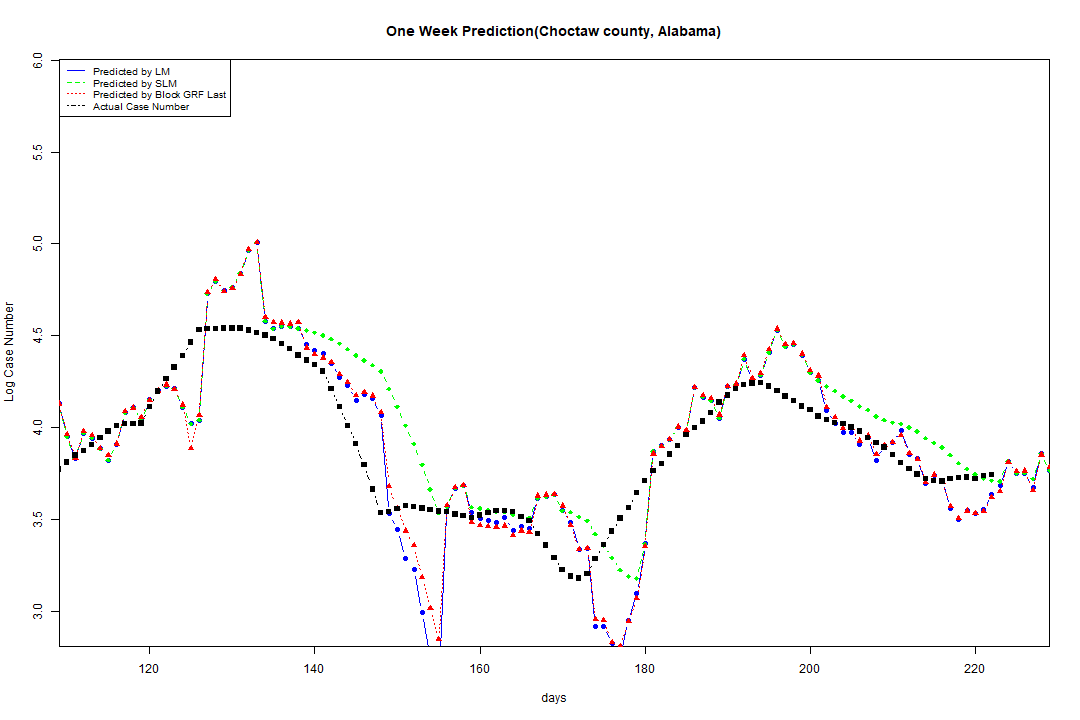 One Week Prediction(Choctaw county, Alabama)
Predicted by LM
Predicted by SLM
Predicted by Block GRF Last
Actual Case Number
Log Case Number
6.0
5.5
5.0
4.5
4.0
3.5
3.0
120 140 160 180 200 220
days